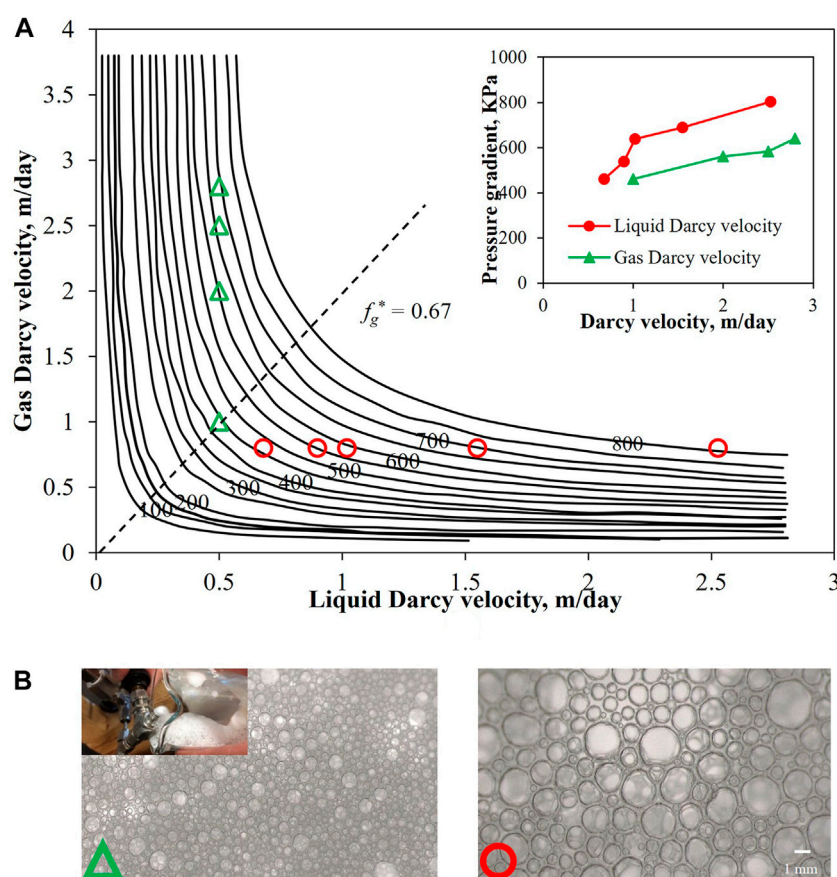 A
4
3.5
3
2.5
2
1.5
1
0.5
0
Gas Darcy velocity, m/day
0 0.5 1 1.5 2 2.5 3
Liquid Darcy velocity, m/day
fg* = 0.67
100 200 300 400 500 600 700 800
1000
800
600
400
200
0
Pressure gradient, KPa
Liquid Darcy velocity
Gas Darcy velocity
0 1 2 3
Darcy velocity, m/day
B
1 mm